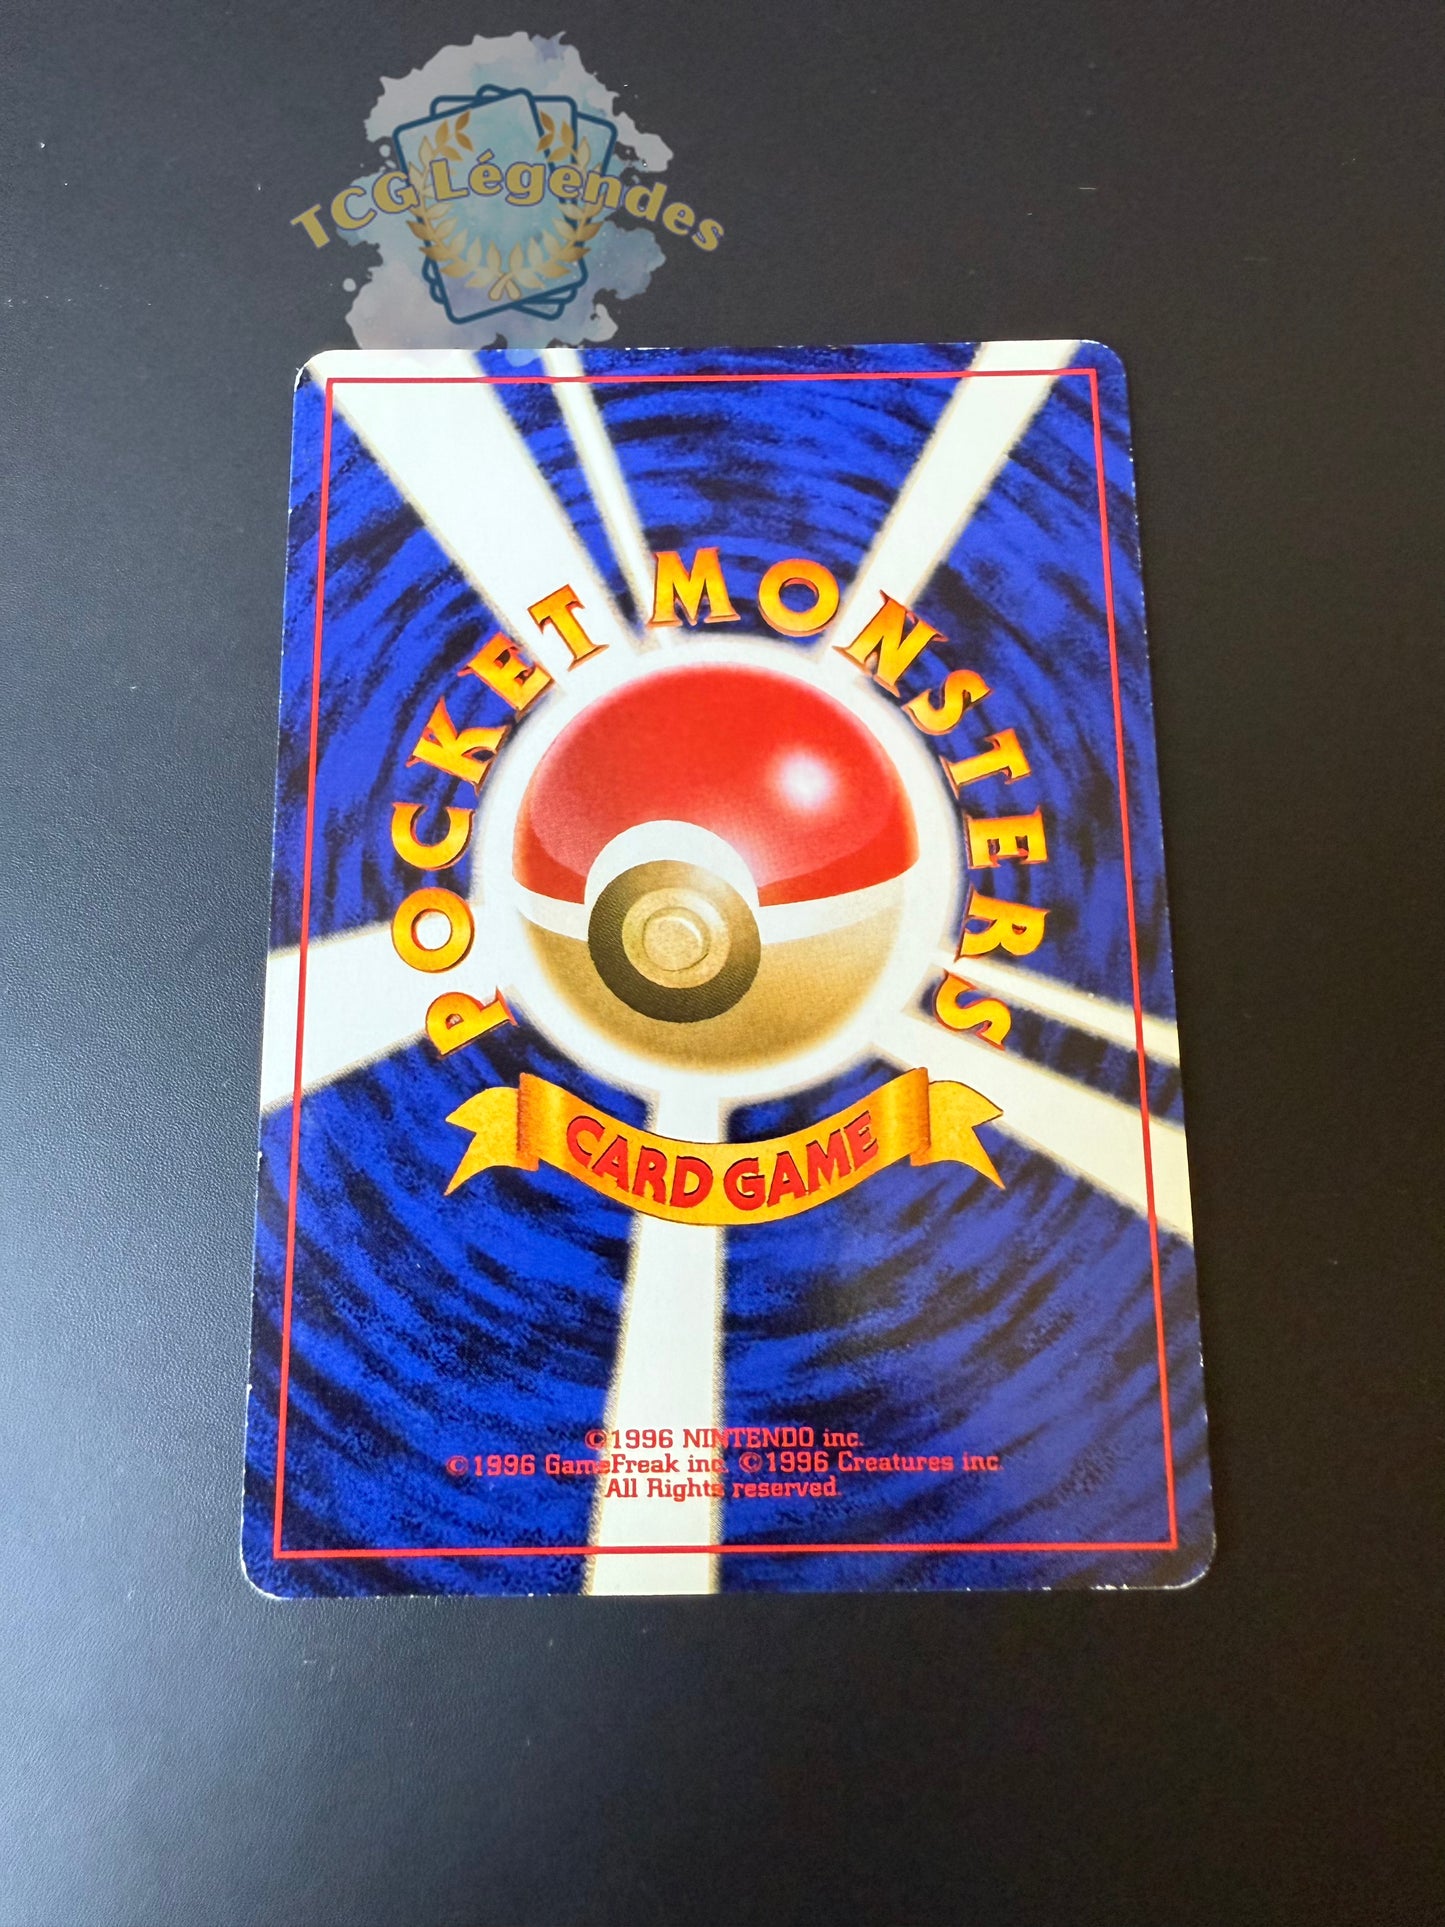 TCG Légendes
POCKET MONSTERS
CARD GAME
©1996 NINTENDO inc.
©1996 GameFreak inc. ©1996 Creatures inc.
All Rights reserved.